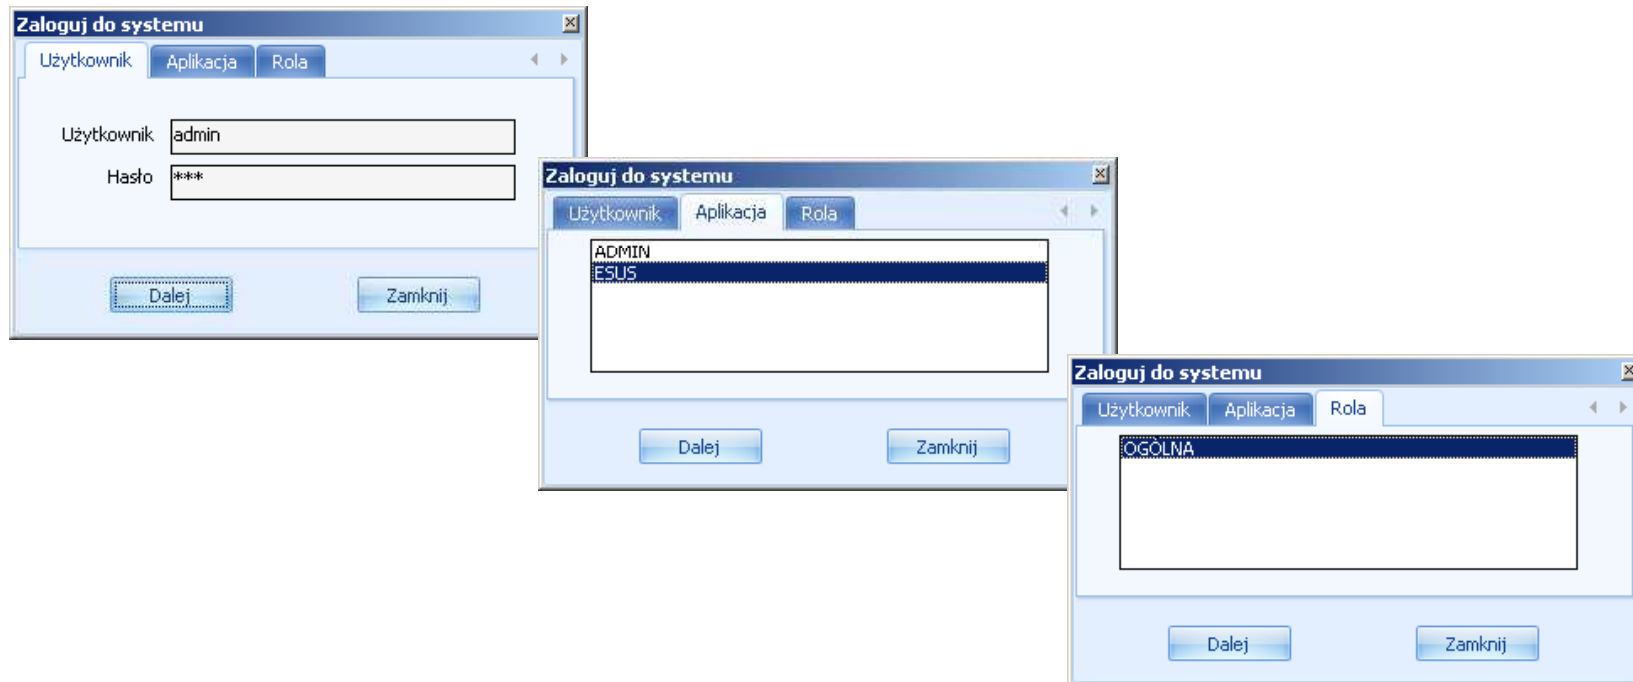 Zaloguj do systemu
Użytkownik Aplikacja Rola
Użytkownik admin
Hasło ***
Dalej Zamknij
Zaloguj do systemu
Użytkownik Aplikacja Rola
ADMIN
ESUS
Dalej Zamknij
Zaloguj do systemu
Użytkownik Aplikacja Rola
OGÓLNA
Dalej Zamknij